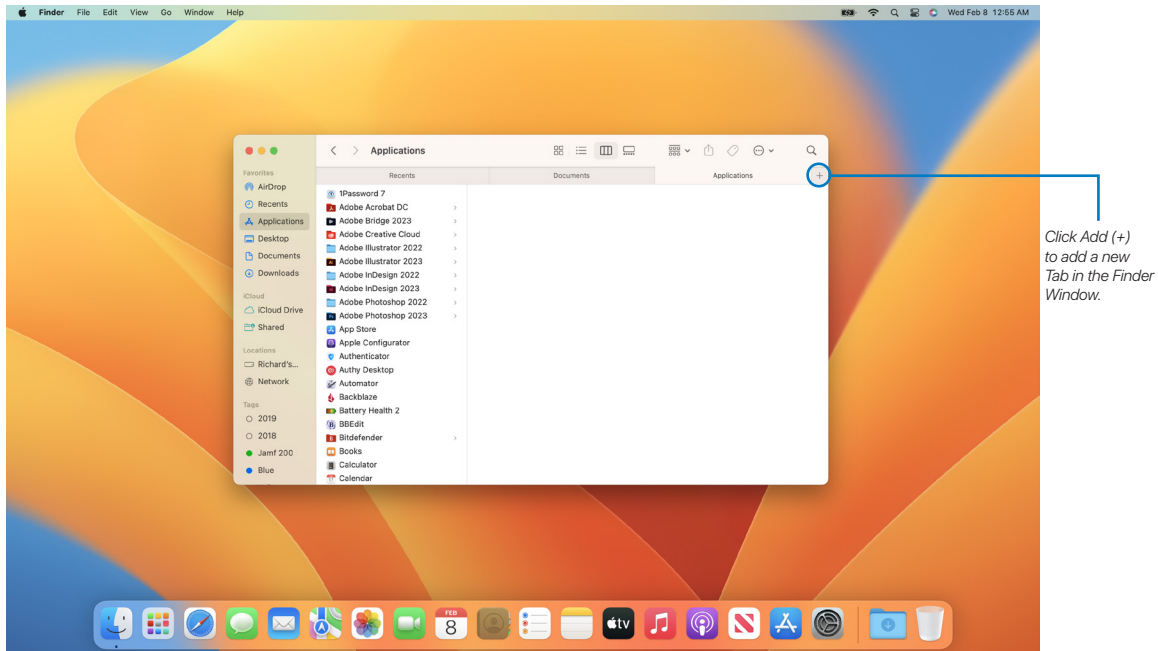 Finder File Edit View Go Window Help
Wed Feb 8 12:55 AM
Applications
Recents Documents Applications +
Favorites
AirDrop
Recents
Applications
Desktop
Documents
Downloads
iCloud
iCloud Drive
Shared
Locations
Richard's...
Network
Tags
2019
2018
Jamf 200
Blue
1Password 7
Adobe Acrobat DC
Adobe Bridge 2023
Adobe Creative Cloud
Adobe Illustrator 2022
Adobe Illustrator 2023
Adobe InDesign 2022
Adobe InDesign 2023
Adobe Photoshop 2022
Adobe Photoshop 2023
App Store
Apple Configurator
Authenticator
Authy Desktop
Automator
Backblaze
Battery Health 2
BBEdit
Bitdefender
Books
Calculator
Calendar
Click Add (+)
to add a new
Tab in the Finder
Window.
FEB
8
tv